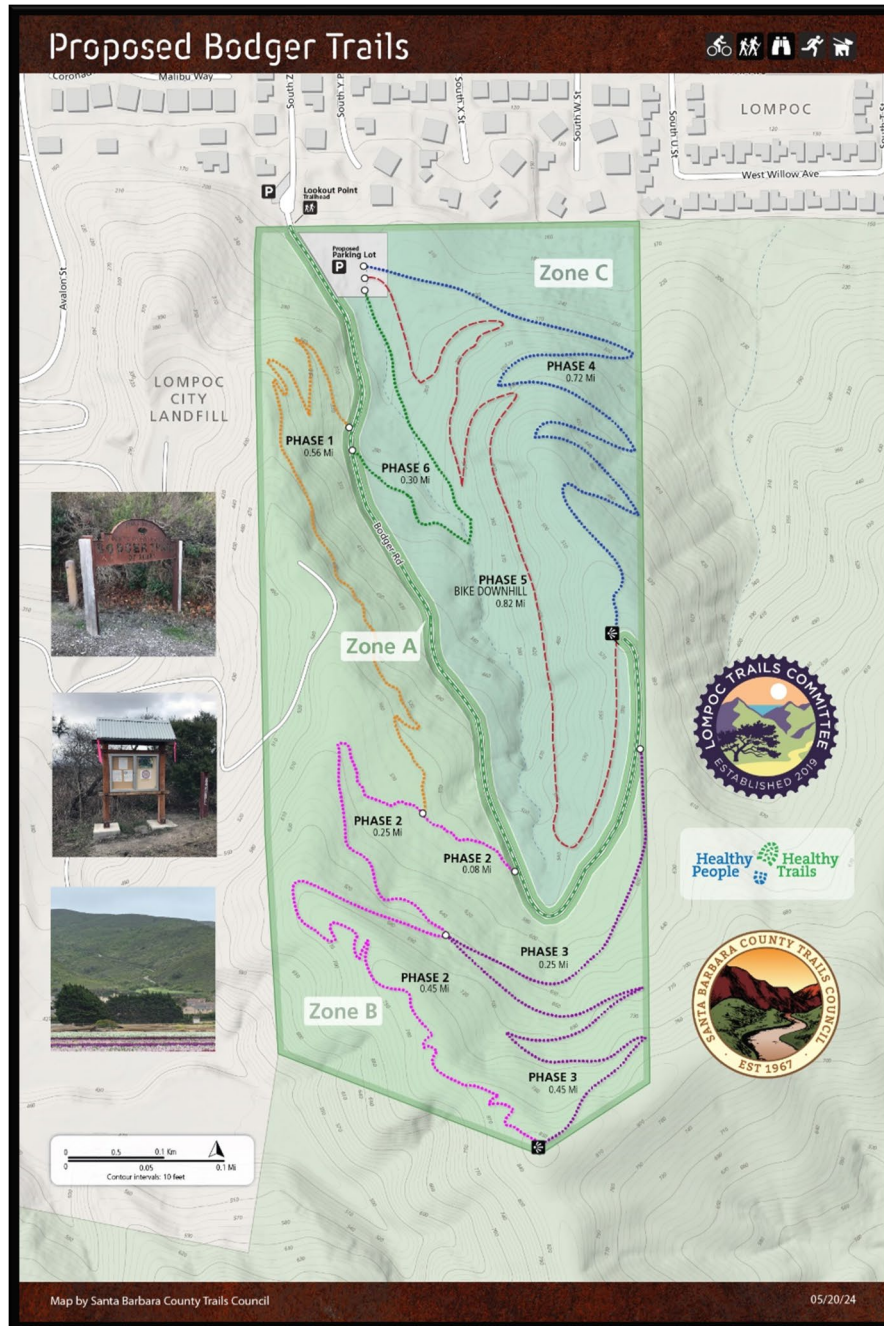 Proposed Bodger Trails
Malibu Way
South Y
South X St
South W St
South U St
LOMPOC
West Willow Ave
Avalon St
P
Lookout Point
Trailhead
Proposed
Parking Lot
P
Zone C
PHASE 4
0.72 Mi
LOMPOC
CITY
LANDFILL
PHASE 1
0.56 Mi
PHASE 6
0.30 Mi
Bodger Rd
PHASE 5
BIKE DOWNHILL
0.82 Mi
Zone A
LOMPOC TRAILS COMMITTEE
ESTABLISHED 2019
PHASE 2
0.25 Mi
PHASE 2
0.08 Mi
Healthy People
Healthy Trails
PHASE 3
0.25 Mi
PHASE 2
0.45 Mi
Zone B
SANTA BARBARA COUNTY TRAILS COUNCIL
EST 1967
PHASE 3
0.45 Mi
0 0.5 0.1 Km
0 0.05 0.1 Mi
Contour intervals: 10 feet
Map by Santa Barbara County Trails Council
05/20/24